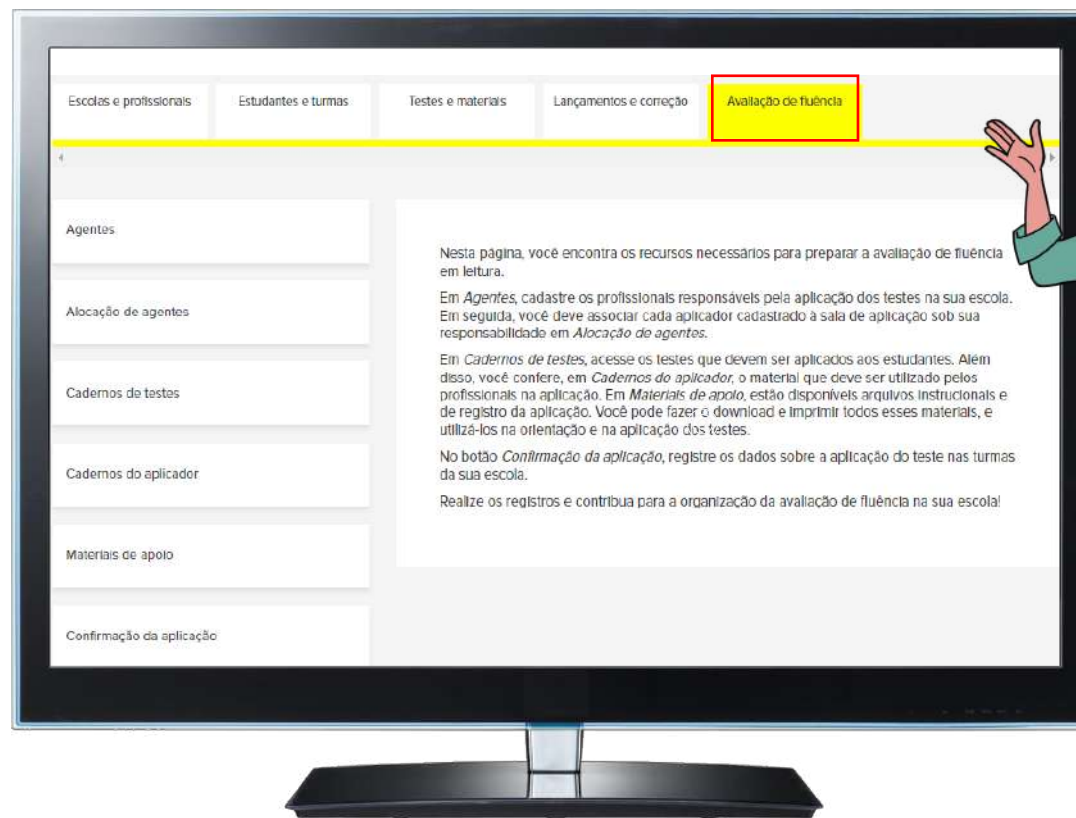 Escolas e profissionais
Estudantes e turmas
Testes e materiais
Lançamentos e correção
Avaliação de fluência
Agentes
Alocação de agentes
Cadernos de testes
Cadernos do aplicador
Materiais de apoio
Confirmação da aplicação
Nesta página, você encontra os recursos necessários para preparar a avaliação de fluência
em leitura.
Em Agentes, cadastre os profissionais responsáveis pela aplicação dos testes na sua escola.
Em seguida, você deve associar cada aplicador cadastrado à sala de aplicação sob sua
responsabilidade em Alocação de agentes.
Em Cadernos de testes, acesse os testes que devem ser aplicados aos estudantes. Além
disso, você confere, em Cadernos do aplicador, o material que deve ser utilizado pelos
profissionais na aplicação. Em Materiais de apoio, estão disponíveis arquivos instrucionais e
de registro da aplicação. Você pode fazer o download e imprimir todos esses materiais, e
utilizá-los na orientação e na aplicação dos testes.
No botão Confirmação da aplicação, registre os dados sobre a aplicação do teste nas turmas
da sua escola.
Realize os registros e contribua para a organização da avaliação de fluência na sua escola!